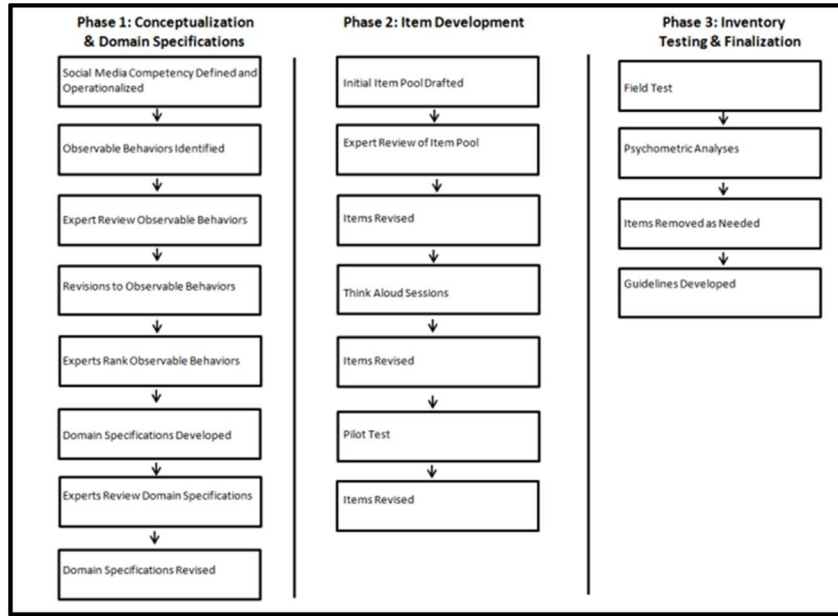 Phase 1: Conceptualization
& Domain Specifications
Social Media Competency Defined and
Operationalized
Observable Behaviors Identified
Expert Review Observable Behaviors
Revisions to Observable Behaviors
Experts Rank Observable Behaviors
Domain Specifications Developed
Experts Review Domain Specifications
Domain Specifications Revised
Phase 2: Item Development
Initial Item Pool Drafted
Expert Review of Item Pool
Items Revised
Think Aloud Sessions
Items Revised
Pilot Test
Items Revised
Phase 3: Inventory
Testing & Finalization
Field Test
Psychometric Analyses
Items Removed as Needed
Guidelines Developed